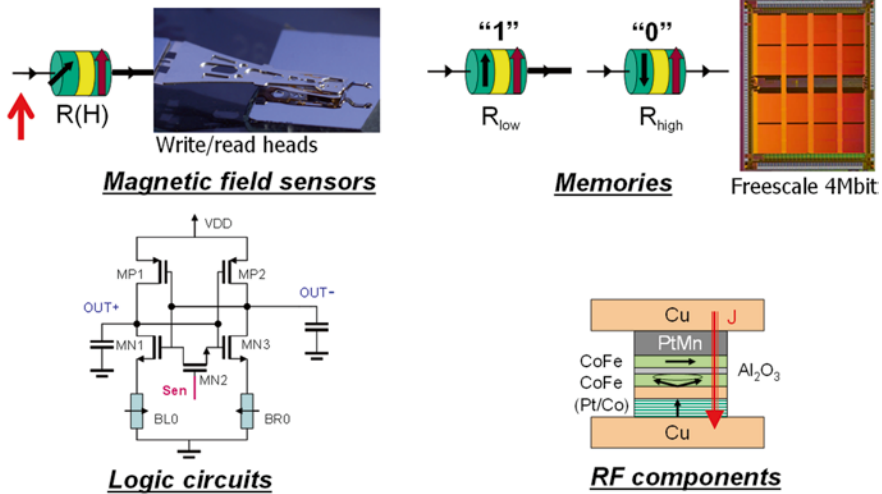 “1”
“0”
R(H)
Rlow
Rhigh
Write/read heads
Magnetic field sensors
Memories
Freescale 4Mbit
VDD
MP1
MP2
OUT+
OUT-
MN1
MN3
MN2
Sen
BL0
BR0
Logic circuits
Cu
J
PtMn
CoFe
CoFe
Al2O3
(Pt/Co)
Cu
RF components